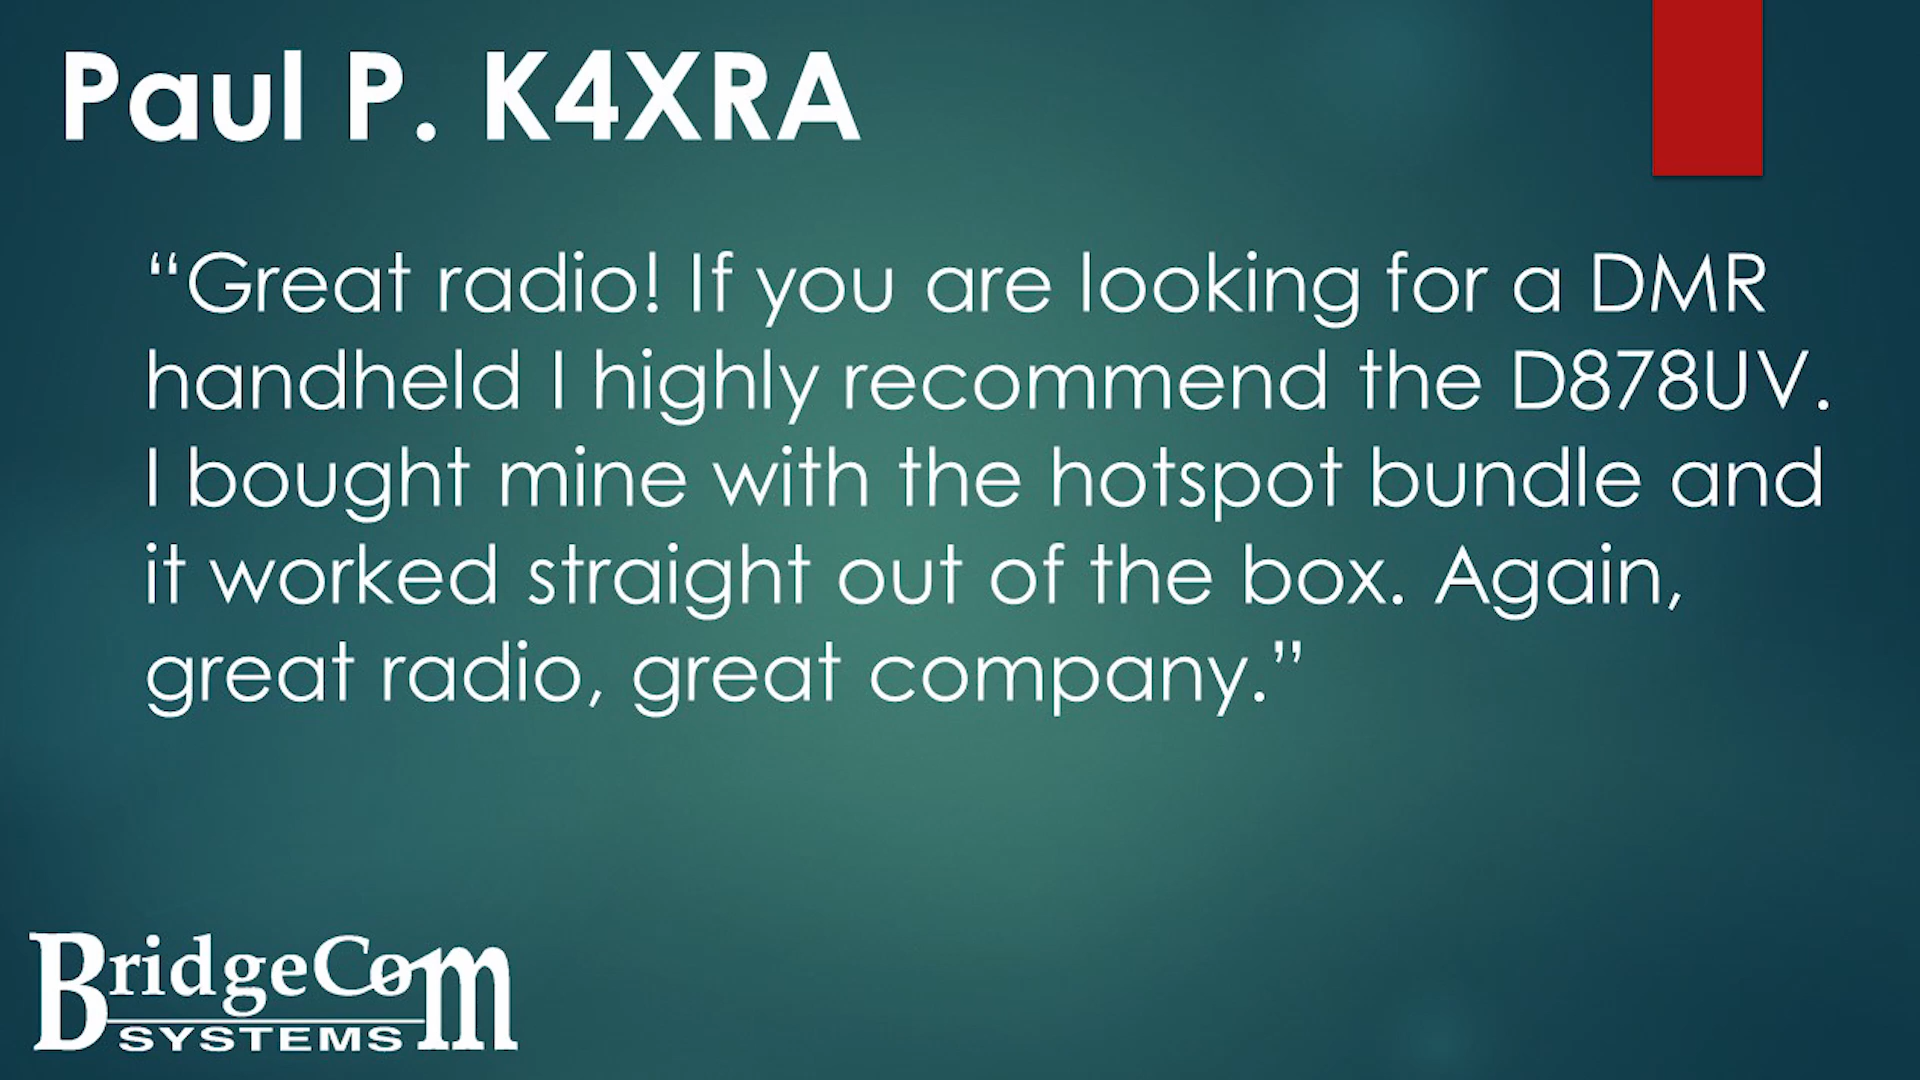 Paul P. K4XRA
“Great radio! If you are looking for a DMR
handheld I highly recommend the D878UV.
I bought mine with the hotspot bundle and
it worked straight out of the box. Again,
great radio, great company.”
BridgeCom
SYSTEMS